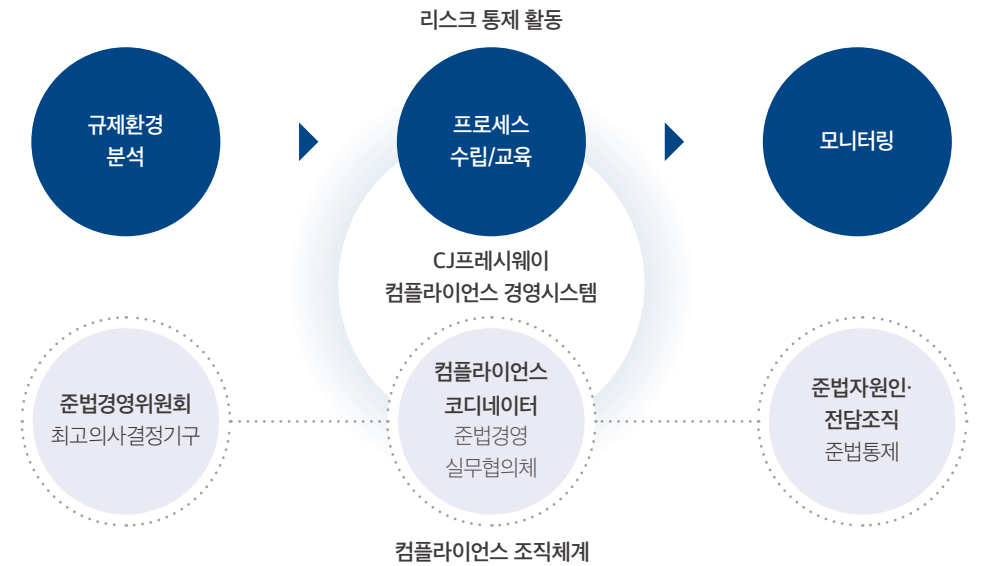 리스크 통제 활동
규제환경
분석
프로세스
수립/교육
모니터링
CJ프레시웨이
컴플라이언스 경영시스템
준법경영위원회
최고의사결정기구
컴플라이언스
코디네이터
준법경영
실무협의체
준법자원인·
전담조직
준법통제
컴플라이언스 조직체계